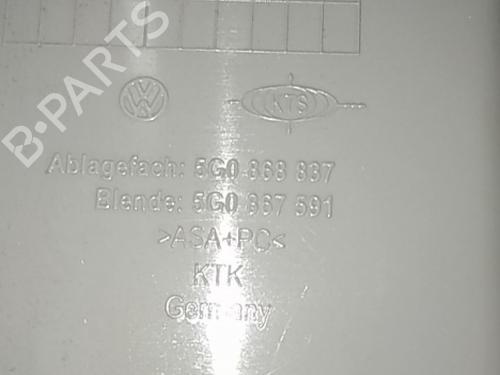 B·PARTS
KTS
Ablagefach: 5G0 868 837
Blende: 5G0 867 591
>ASA+PC<
KTK
Germany